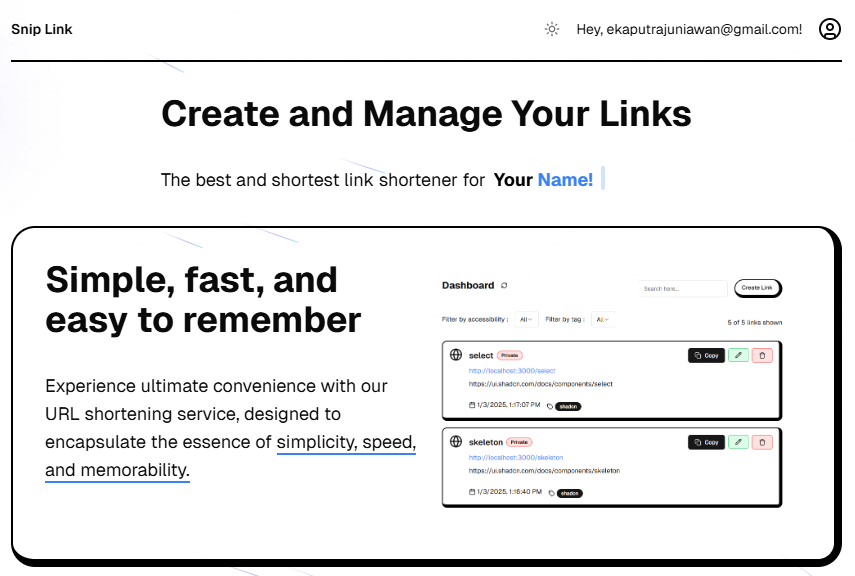 Snip Link
Hey, ekaputrajuniawan@gmail.com!
Create and Manage Your Links
The best and shortest link shortener for Your Name!
Simple, fast, and
easy to remember
Experience ultimate convenience with our
URL shortening service, designed to
encapsulate the essence of simplicity, speed,
and memorability.
Dashboard
Search here...
Create Link
Filter by accessibility :
All
Filter by tag :
All
5 of 5 links shown
select Private
Copy
http://localhost:3000/select
https://ui.shadcn.com/docs/components/select
1/3/2025, 1:17:07 PM
shadcn
skeleton Private
Copy
http://localhost:3000/skeleton
https://ui.shadcn.com/docs/components/skeleton
1/3/2025, 1:16:40 PM
shadcn